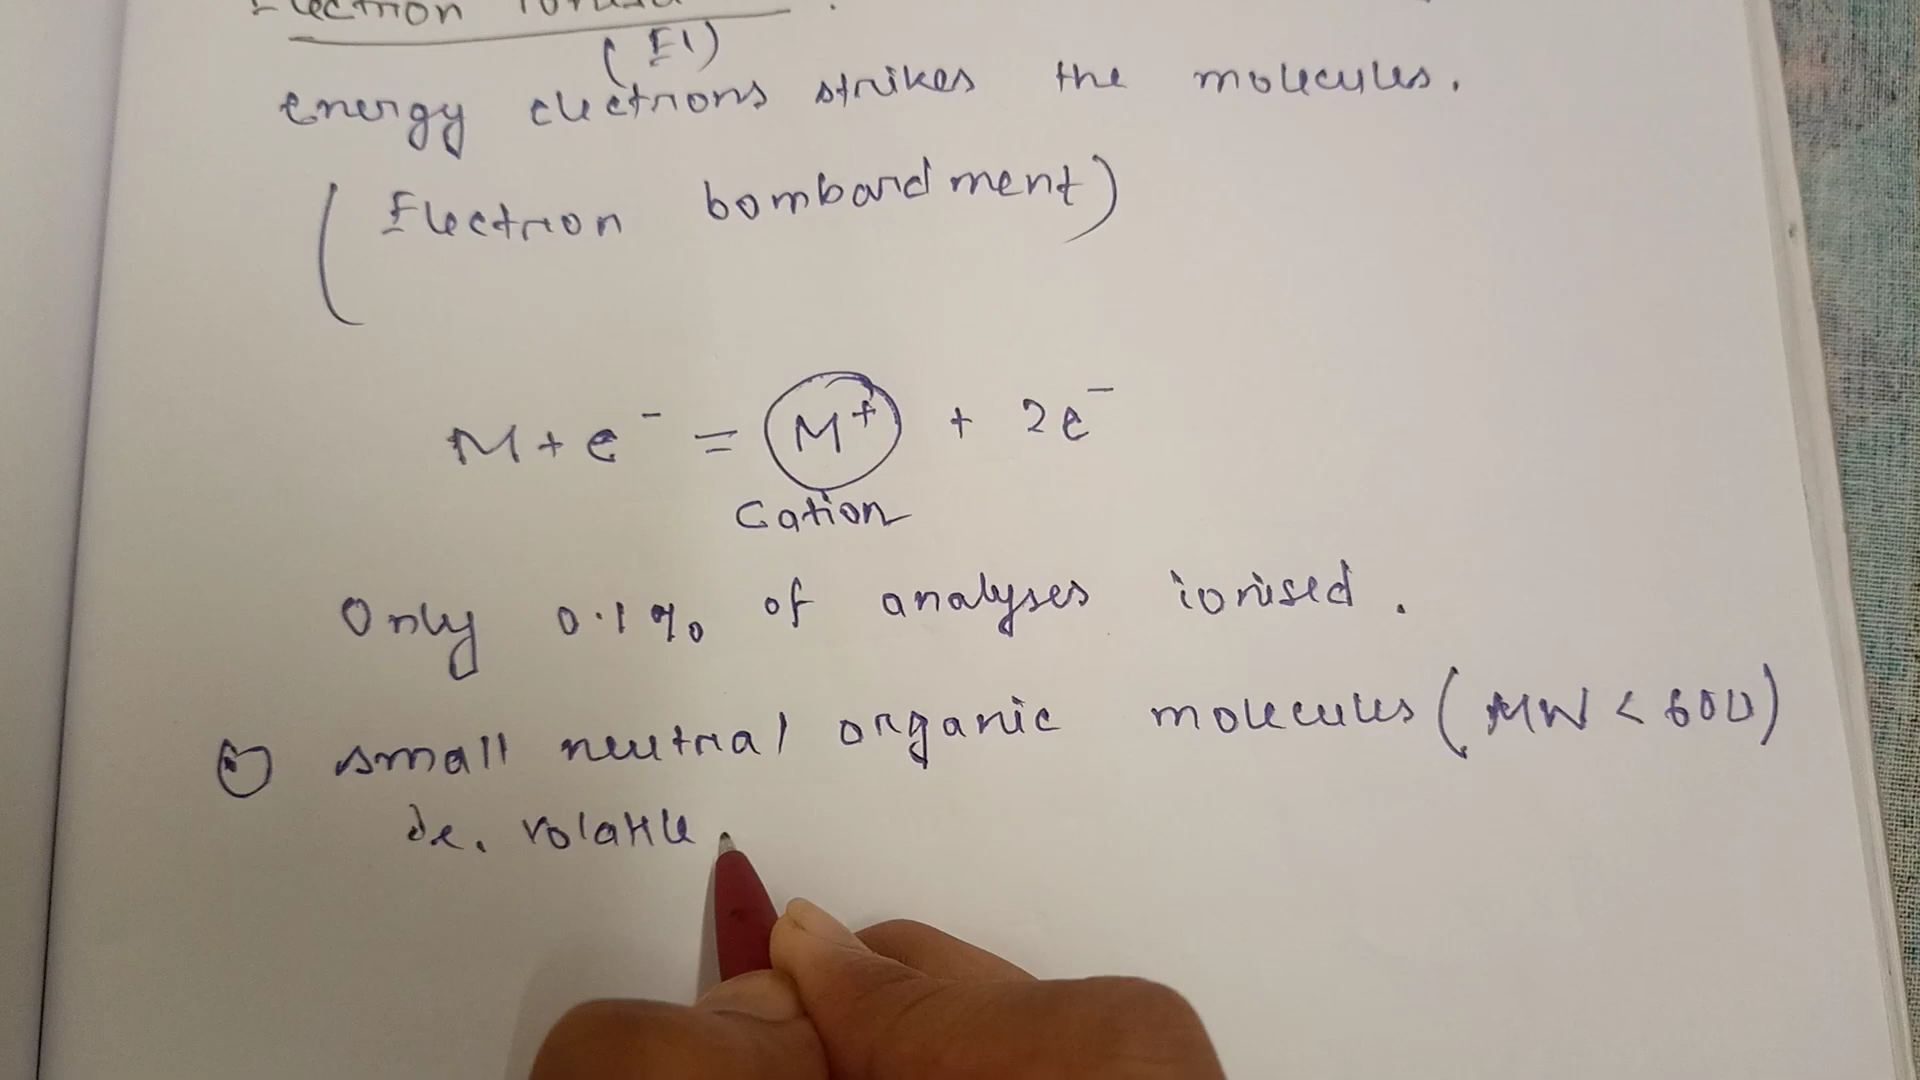 Electron
(EI)
energy electrons strikes the molecules.
(Electron bombardment)
M + e⁻ = M⁺ + 2e⁻
Cation
Only 0.1% of analyses ionised.
small neutral organic molecules (MW < 600)
volatile